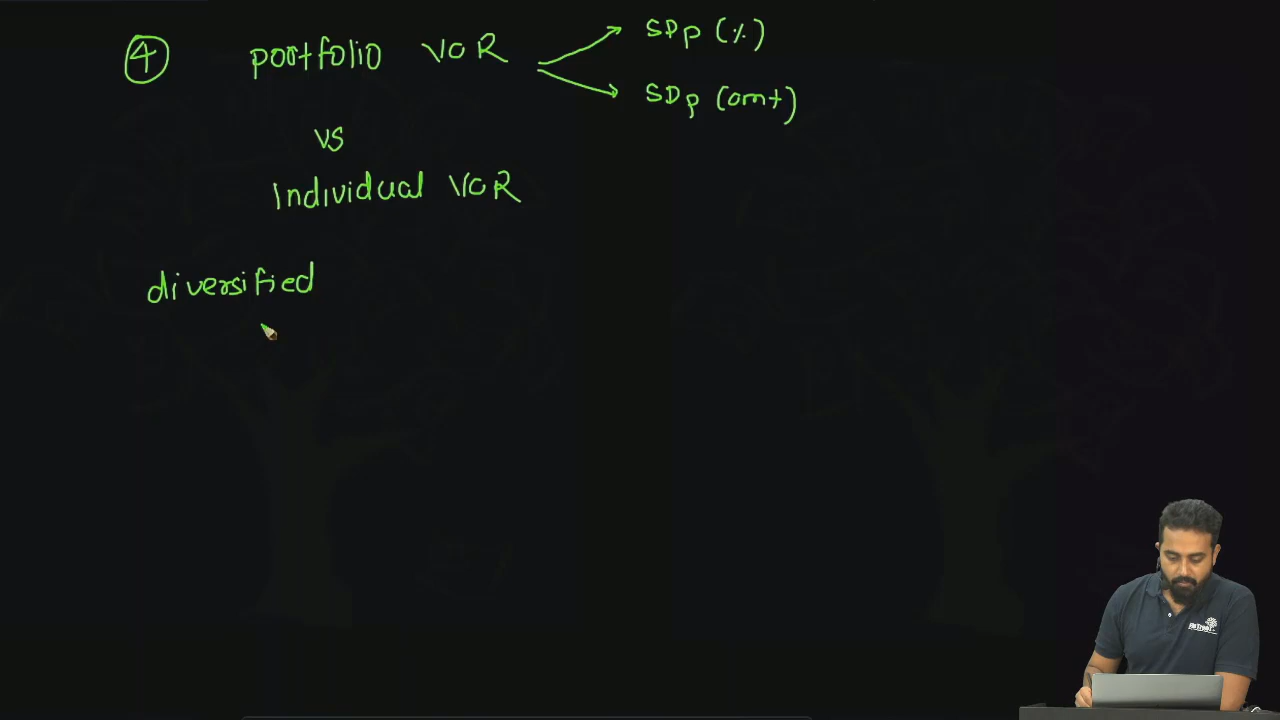 ④ portfolio VaR
SDp (%)
SDp (amt)
vs
individual VaR
diversified